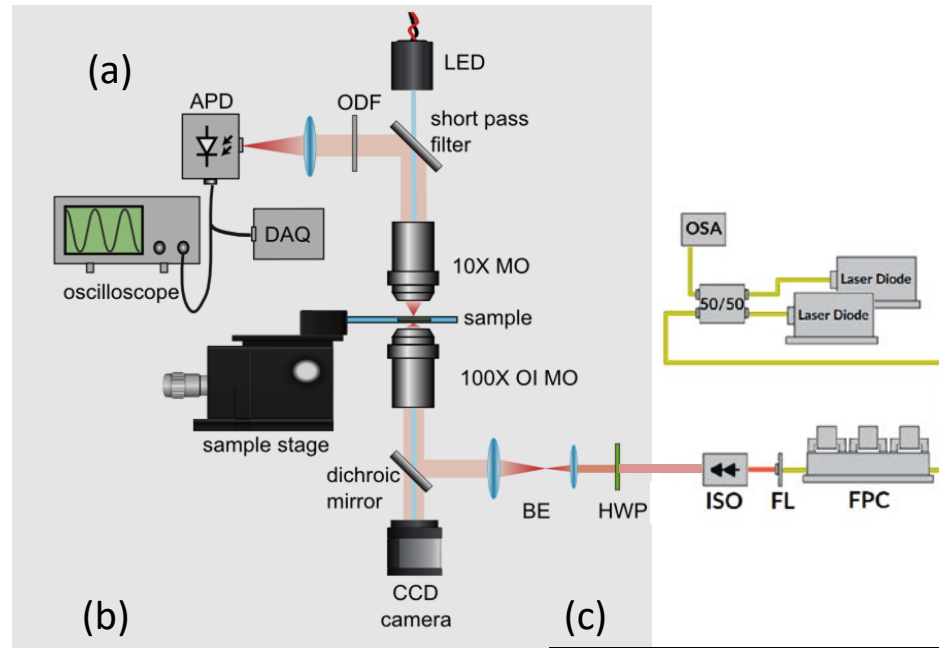 (a)
LED
APD
ODF
short pass
filter
DAQ
oscilloscope
10X MO
sample
100X OI MO
sample stage
dichroic
mirror
BE
HWP
CCD
camera
(b)
(c)
OSA
50/50
Laser Diode
Laser Diode
ISO
FL
FPC